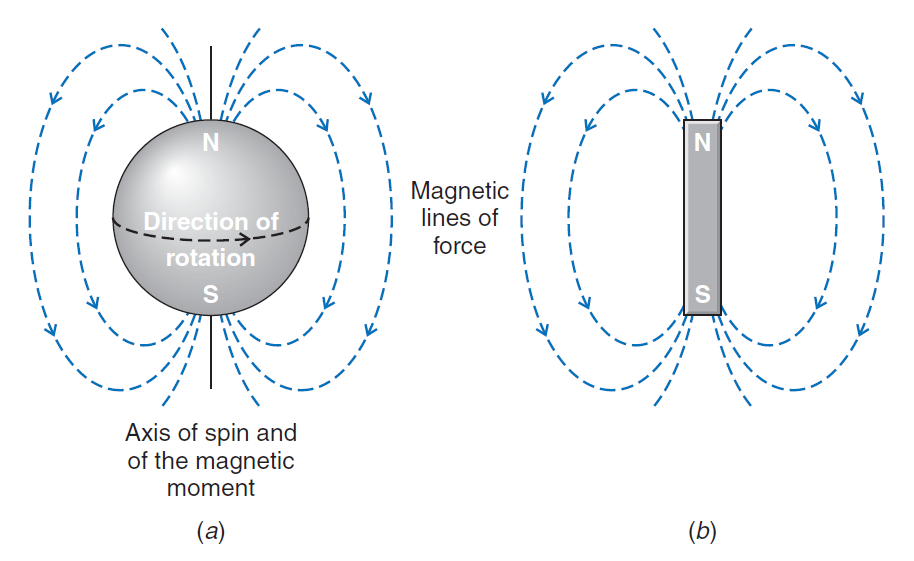 N
Direction of
rotation
S
Axis of spin and
of the magnetic
moment
(a)
Magnetic
lines of
force
N
S
(b)